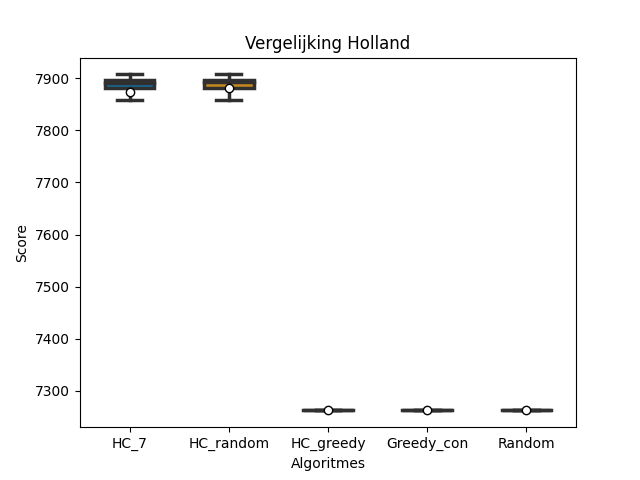 Vergelijking Holland
7900
7800
7700
7600
7500
7400
7300
Score
HC_7
HC_random
HC_greedy
Greedy_con
Random
Algoritmes